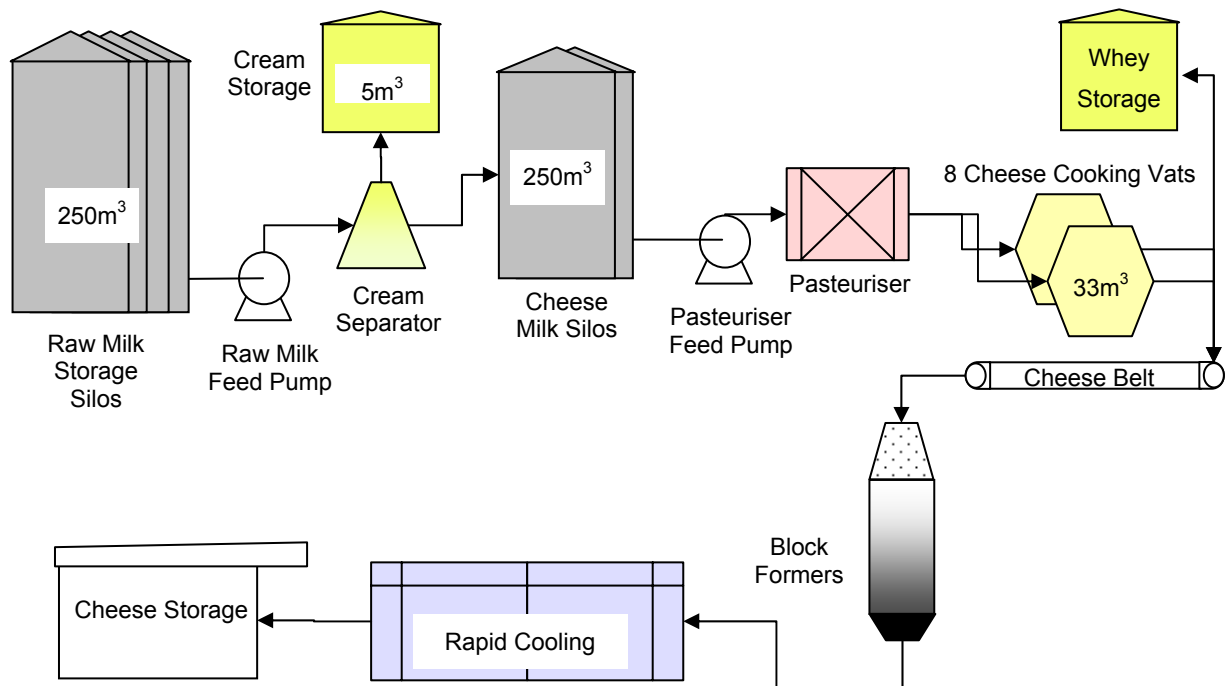 Cream
Storage
5m³
Whey
Storage
250m³
250m³
8 Cheese Cooking Vats
33m³
Raw Milk
Storage
Silos
Raw Milk
Feed Pump
Cream
Separator
Cheese
Milk Silos
Pasteuriser
Feed Pump
Pasteuriser
Cheese Belt
Block
Formers
Cheese Storage
Rapid Cooling